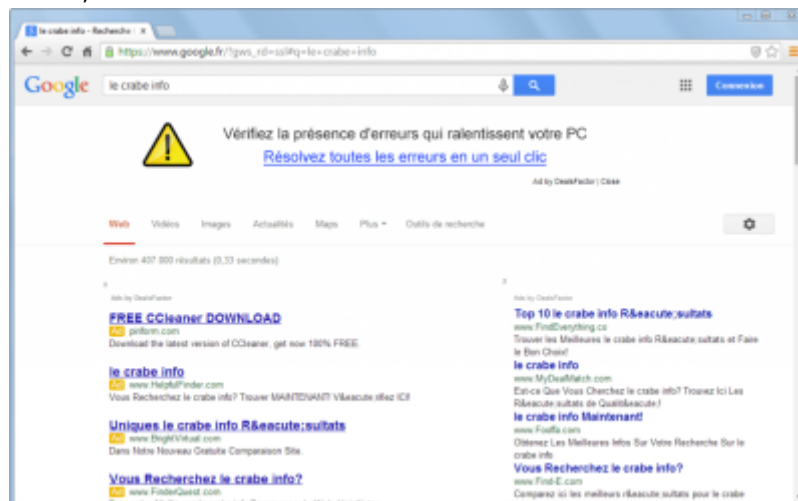 le crabe info - Recherche
https://www.google.fr/?gws_rd=ssl#q=le+crabe+info
Google
le crabe info
Connexion
Vérifiez la présence d'erreurs qui ralentissent votre PC
Résolvez toutes les erreurs en un seul clic
Ad by DealsFactor | Close
Web Vidéos Images Actualités Maps Plus Outils de recherche
Environ 407 000 résultats (0,33 secondes)
Ads by DealsFactor
FREE CCleaner DOWNLOAD
Ad piriform.com
Download the latest version of CCleaner, get now 100% FREE.
le crabe info
Ad www.HelpfulFinder.com
Vous Recherchez le crabe info? Trouver MAINTENANT! V&eacute;rifiez ICI!
Uniques le crabe info R&eacute;sultats
Ad www.BrightVirtual.com
Dans Notre Nouveau Gratuite Comparaison Site.
Vous Recherchez le crabe info?
Ad www.FinderQuest.com
Ads by DealsFactor
Top 10 le crabe info R&eacute;sultats
www.FindEverything.co
Trouver les Meilleures le crabe info R&eacute;sultats et Faire
le Bon Choix!
le crabe info
www.MyDealMatch.com
Est-ce Que Vous Cherchez le crabe info? Trouvez Ici Les
R&eacute;sultats de Qualit&eacute;!
le crabe info Maintenant!
Obtenez Les Meilleures Infos Sur Votre Recherche Sur le
crabe info
Vous Recherchez le crabe info?
www.Find-E.com
Comparez ici les meilleurs r&eacute;sultats pour le crabe